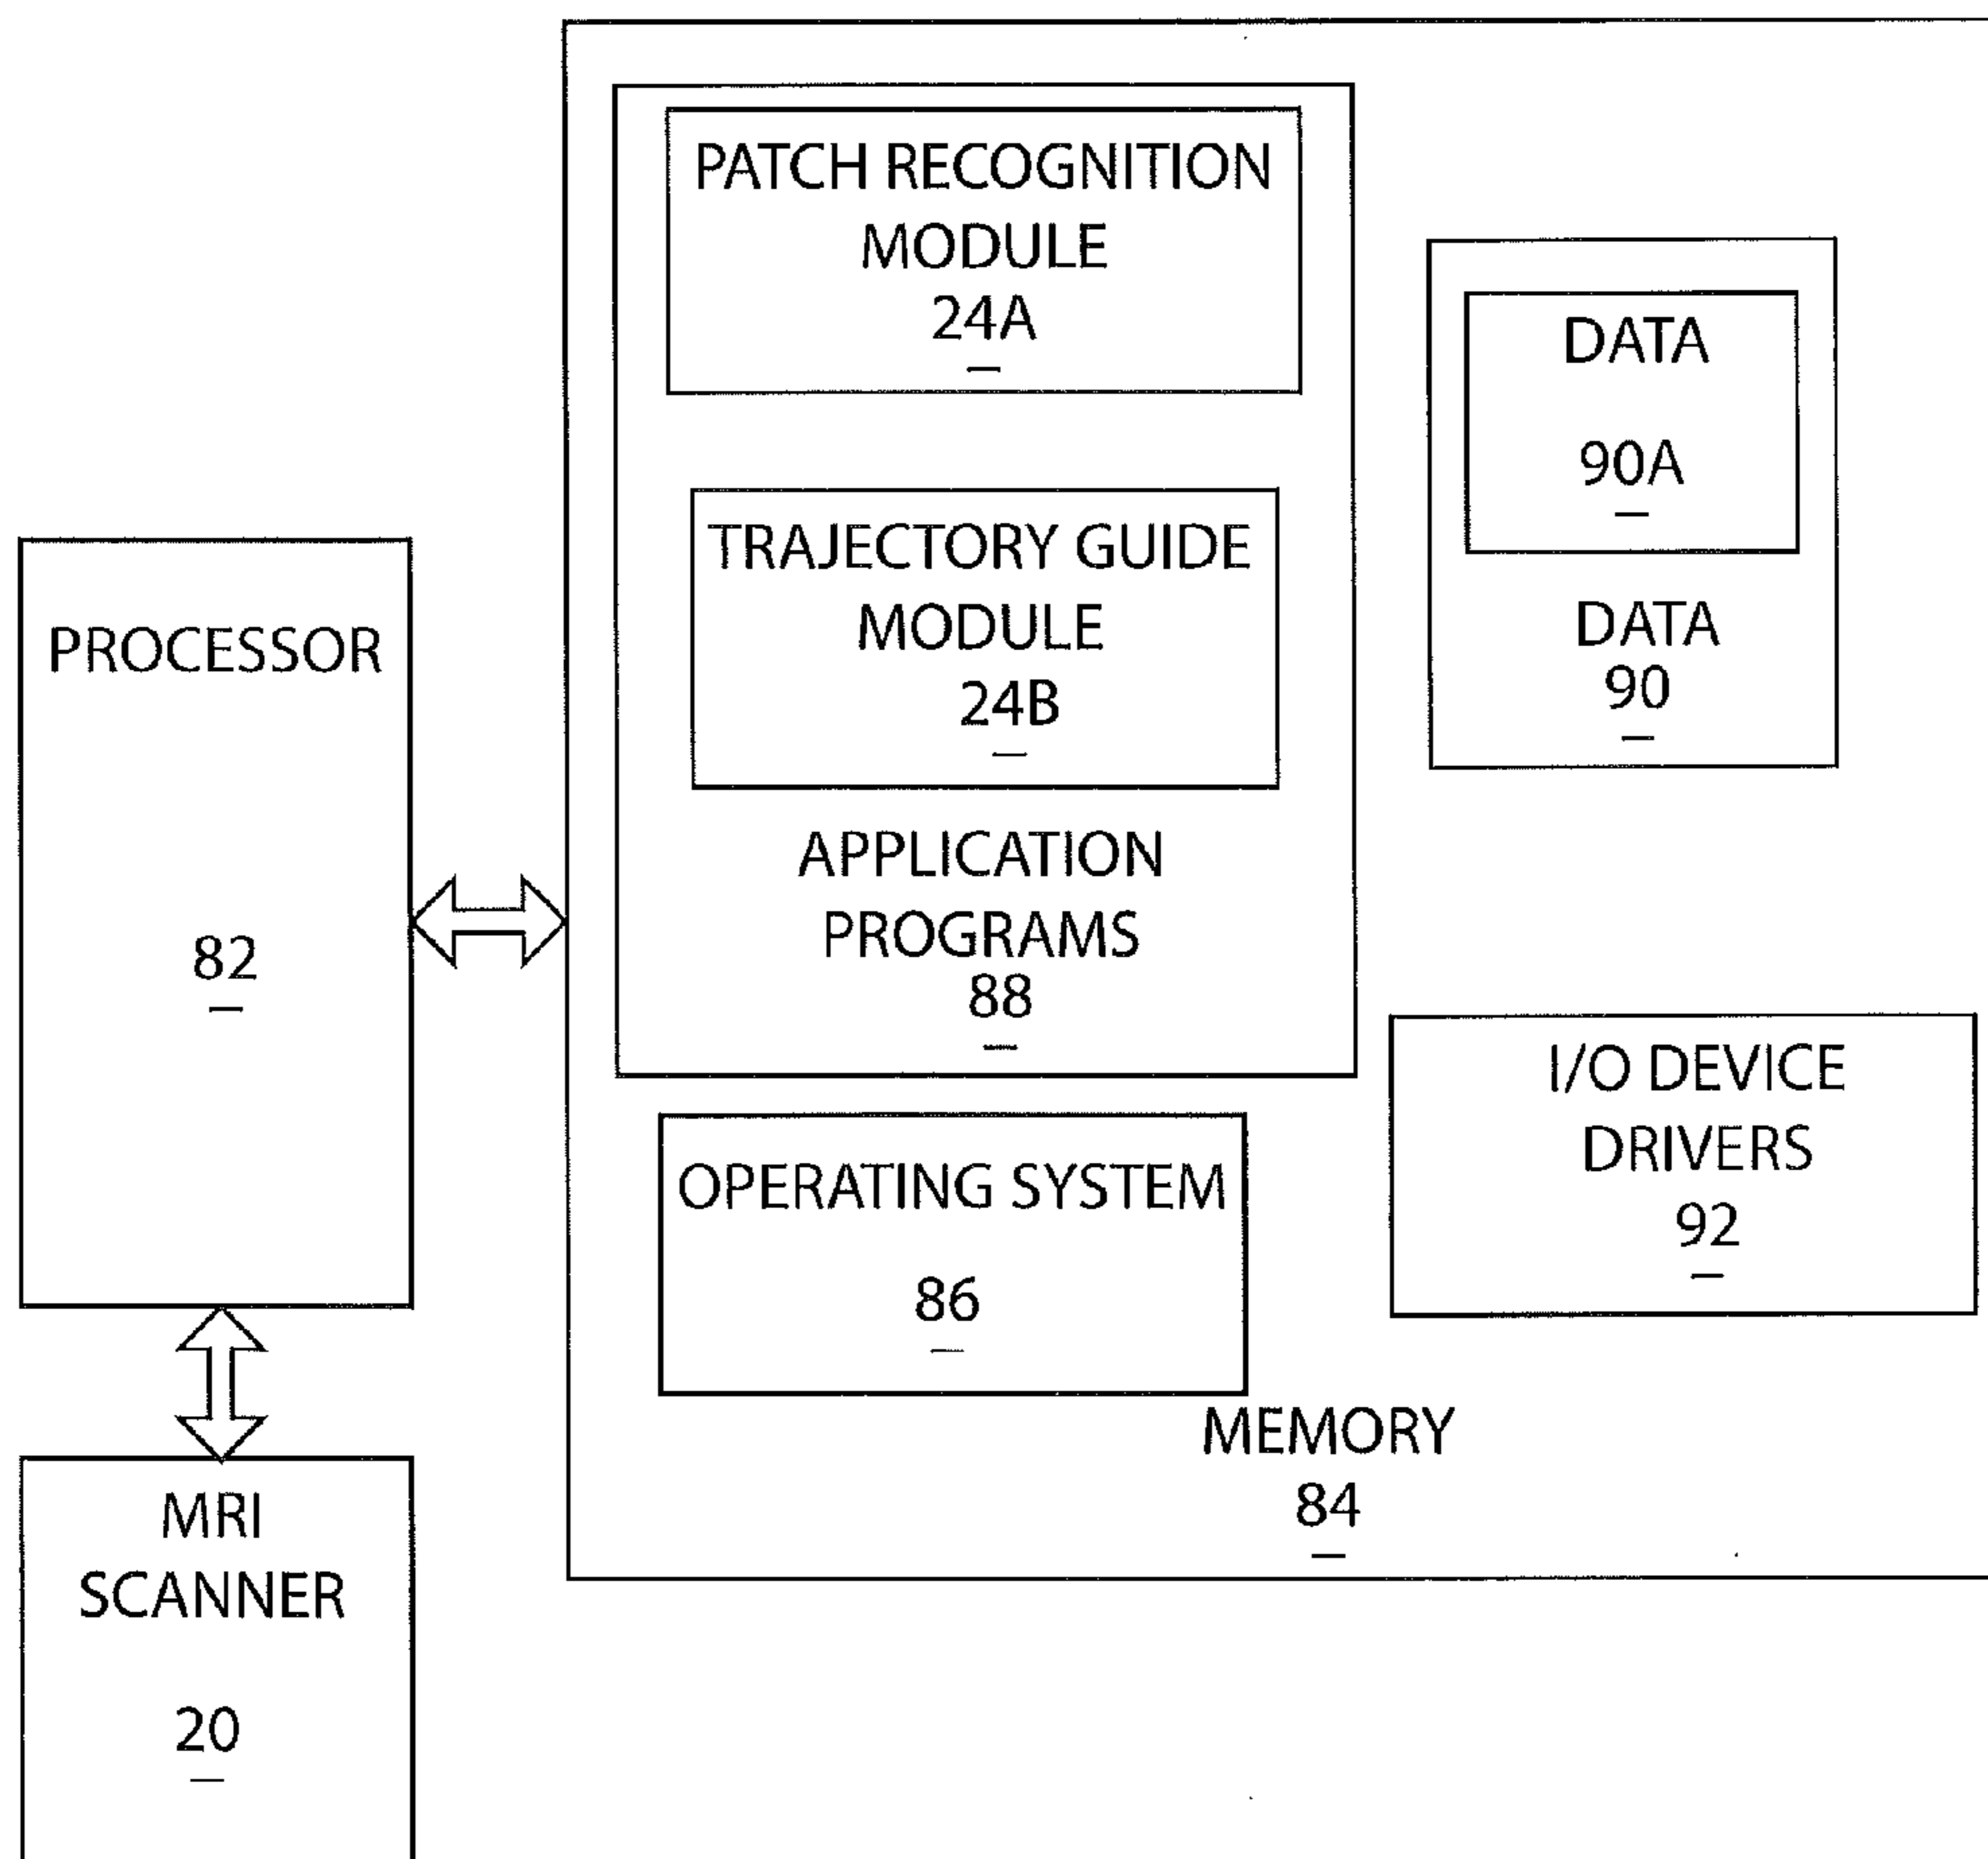 PATCH RECOGNITION
MODULE
24A
TRAJECTORY GUIDE
MODULE
24B
APPLICATION
PROGRAMS
88
OPERATING SYSTEM
86
DATA
90A
DATA
90
I/O DEVICE
DRIVERS
92
MEMORY
84
PROCESSOR
82
MRI
SCANNER
20